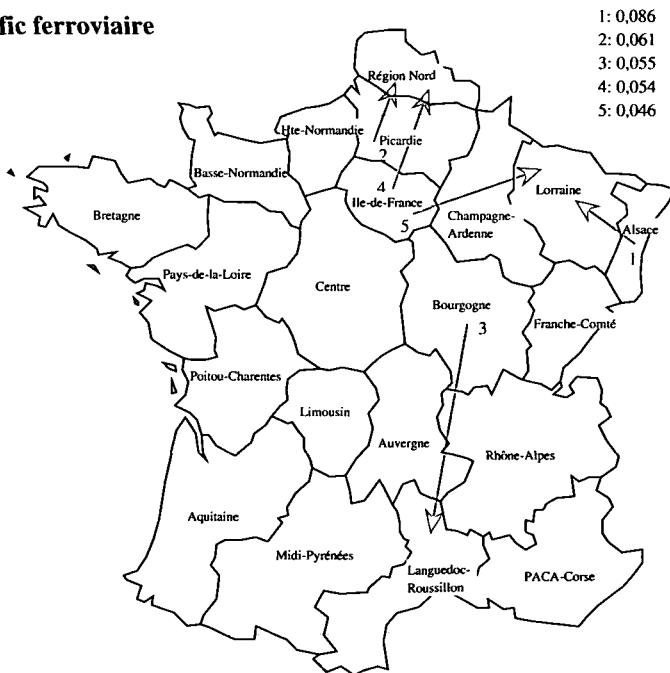 fic ferroviaire
1: 0,086
2: 0,061
3: 0,055
4: 0,054
5: 0,046
Région Nord
Hte-Normandie
Picardie
2
Basse-Normandie
4
Ile-de-France
Lorraine
5
Bretagne
Champagne-
Ardenne
Alsace
1
Pays-de-la-Loire
Centre
Bourgogne
3
Franche-Comté
Poitou-Charentes
Limousin
Auvergne
Rhône-Alpes
Aquitaine
Midi-Pyrénées
Languedoc-
Roussillon
PACA-Corse